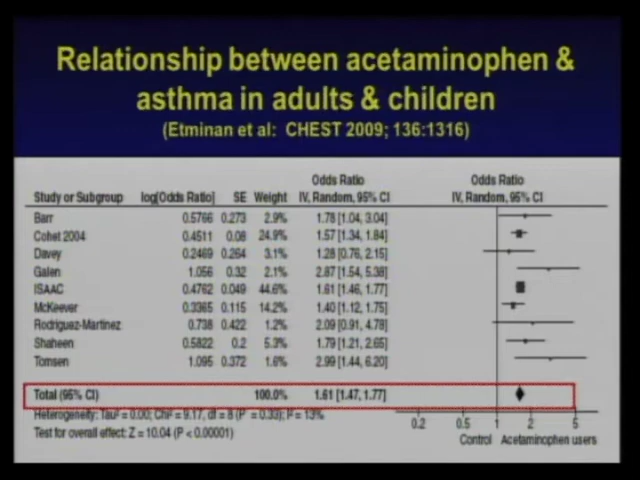 Relationship between acetaminophen &
asthma in adults & children
(Etminan et al: CHEST 2009; 136:1316)
Odds Ratio Odds Ratio
Study or Subgroup log[Odds Ratio] SE Weight IV, Random, 95% CI IV, Random, 95% CI
Barr 0.5766 0.273 2.9% 1.78 [1.04, 3.04]
Cohet 2004 0.4511 0.08 24.9% 1.57 [1.34, 1.84]
Davey 0.2469 0.264 3.1% 1.28 [0.76, 2.15]
Galen 1.056 0.32 2.1% 2.87 [1.54, 5.38]
ISAAC 0.4762 0.049 44.6% 1.61 [1.46, 1.77]
McKeever 0.3365 0.115 14.2% 1.40 [1.12, 1.75]
Rodriguez-Martinez 0.738 0.422 1.2% 2.09 [0.91, 4.78]
Shaheen 0.5822 0.2 5.3% 1.79 [1.21, 2.65]
Tomsen 1.095 0.372 1.6% 2.99 [1.44, 6.20]
Total (95% CI) 100.0% 1.61 [1.47, 1.77]
Heterogeneity: Tau² = 0.00; Chi² = 9.17, df = 8 (P = 0.33); I² = 13%
Test for overall effect: Z = 10.04 (P < 0.00001)
0.2 0.5 1 2 5
Control Acetaminophen users